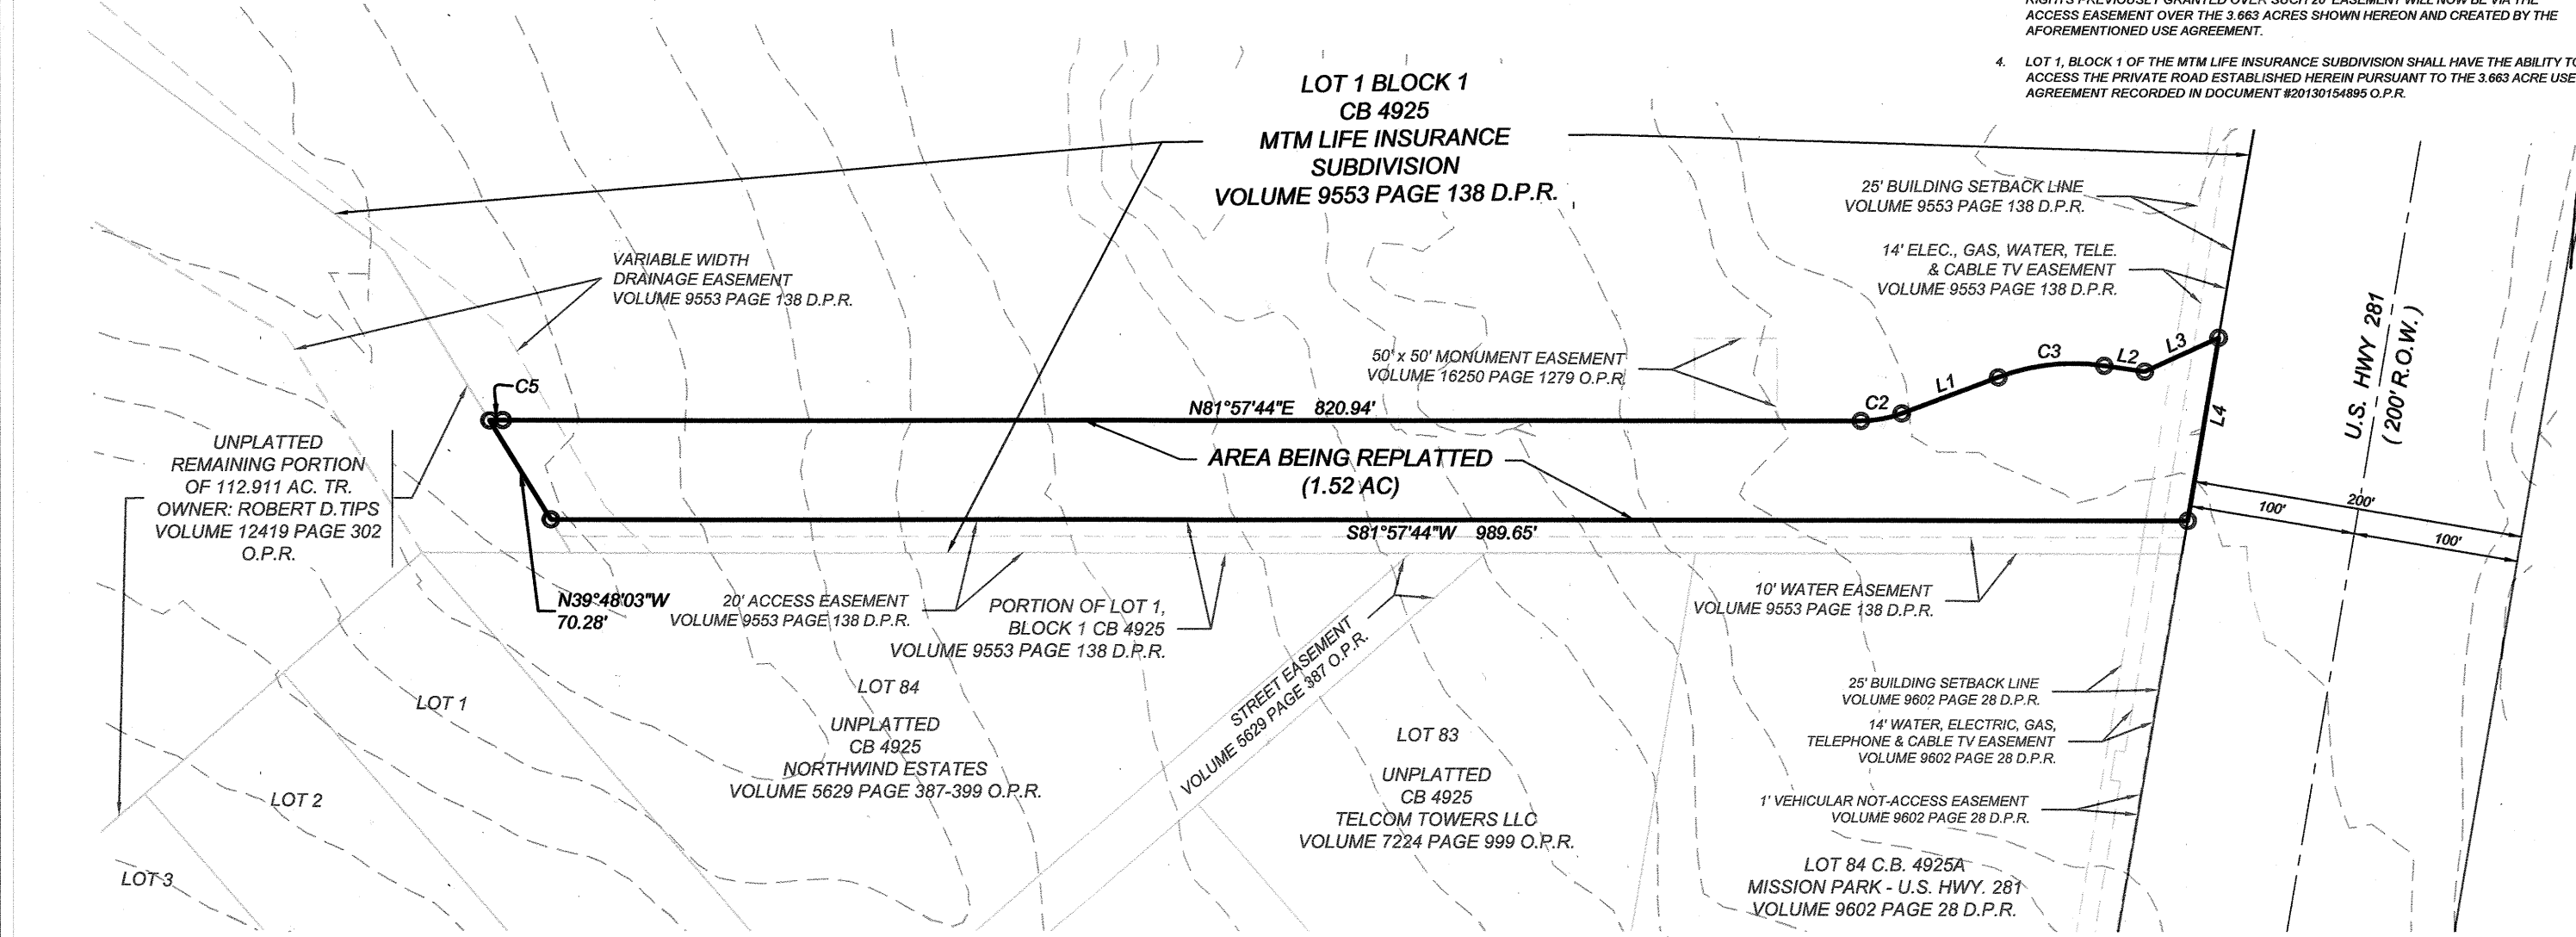 RIGHTS PREVIOUSLY GRANTED OVER SUCH 20' EASEMENT WILL NOW BE VIA THE
ACCESS EASEMENT OVER THE 3.663 ACRES SHOWN HEREON AND CREATED BY THE
AFOREMENTIONED USE AGREEMENT.
4. LOT 1, BLOCK 1 OF THE MTM LIFE INSURANCE SUBDIVISION SHALL HAVE THE ABILITY TO
ACCESS THE PRIVATE ROAD ESTABLISHED HEREIN PURSUANT TO THE 3.663 ACRE USE
AGREEMENT RECORDED IN DOCUMENT #20130154895 O.P.R.
LOT 1 BLOCK 1
CB 4925
MTM LIFE INSURANCE
SUBDIVISION
VOLUME 9553 PAGE 138 D.P.R.
25' BUILDING SETBACK LINE
VOLUME 9553 PAGE 138 D.P.R.
14' ELEC., GAS, WATER, TELE.
& CABLE TV EASEMENT
VOLUME 9553 PAGE 138 D.P.R.
VARIABLE WIDTH
DRAINAGE EASEMENT
VOLUME 9553 PAGE 138 D.P.R.
50' x 50' MONUMENT EASEMENT
VOLUME 16250 PAGE 1279 O.P.R.
U.S. HWY 281
( 200' R.O.W. )
C5
C2
L1
C3
L2
L3
L4
N81°57'44"E 820.94'
AREA BEING REPLATTED
(1.52 AC)
S81°57'44"W 989.65'
200'
100'
100'
UNPLATTED
REMAINING PORTION
OF 112.911 AC. TR.
OWNER: ROBERT D.TIPS
VOLUME 12419 PAGE 302
O.P.R.
N39°48'03"W
70.28'
20' ACCESS EASEMENT
VOLUME 9553 PAGE 138 D.P.R.
PORTION OF LOT 1,
BLOCK 1 CB 4925
VOLUME 9553 PAGE 138 D.P.R.
STREET EASEMENT
VOLUME 5629 PAGE 387 O.P.R.
10' WATER EASEMENT
VOLUME 9553 PAGE 138 D.P.R.
25' BUILDING SETBACK LINE
VOLUME 9602 PAGE 28 D.P.R.
14' WATER, ELECTRIC, GAS,
TELEPHONE & CABLE TV EASEMENT
VOLUME 9602 PAGE 28 D.P.R.
1' VEHICULAR NOT-ACCESS EASEMENT
VOLUME 9602 PAGE 28 D.P.R.
LOT 1
LOT 2
LOT 3
LOT 84
UNPLATTED
CB 4925
NORTHWIND ESTATES
VOLUME 5629 PAGE 387-399 O.P.R.
LOT 83
UNPLATTED
CB 4925
TELCOM TOWERS LLC
VOLUME 7224 PAGE 999 O.P.R.
LOT 84 C.B. 4925A
MISSION PARK - U.S. HWY. 281
VOLUME 9602 PAGE 28 D.P.R.